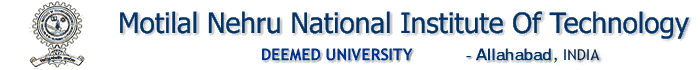 Motilal Nehru National Institute Of Technology
DEEMED UNIVERSITY - Allahabad, INDIA